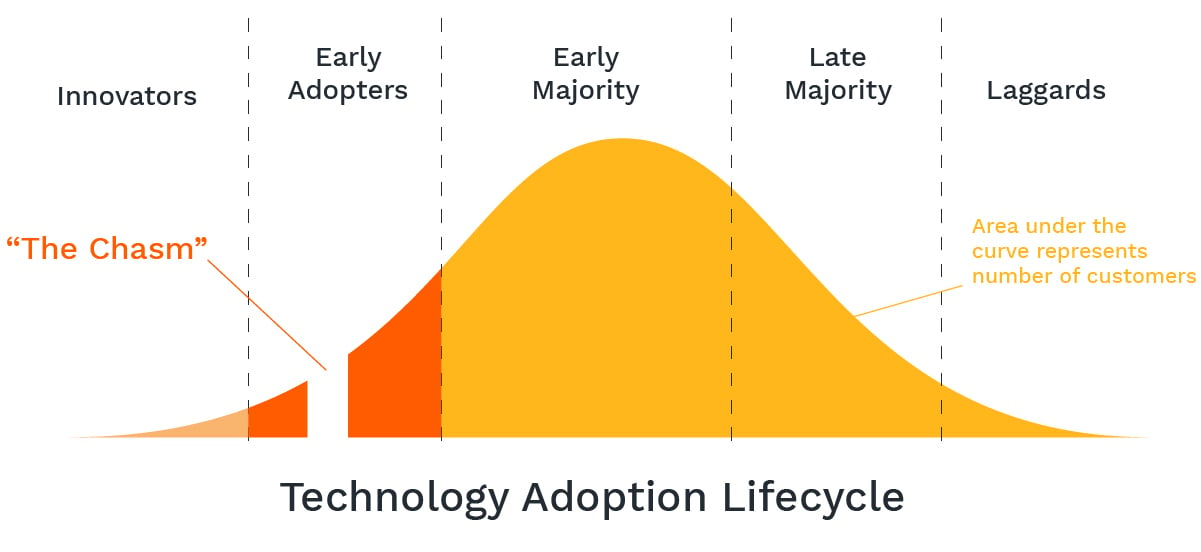 Innovators
Early
Adopters
Early
Majority
Late
Majority
Laggards
“The Chasm”
Area under the
curve represents
number of customers
Technology Adoption Lifecycle